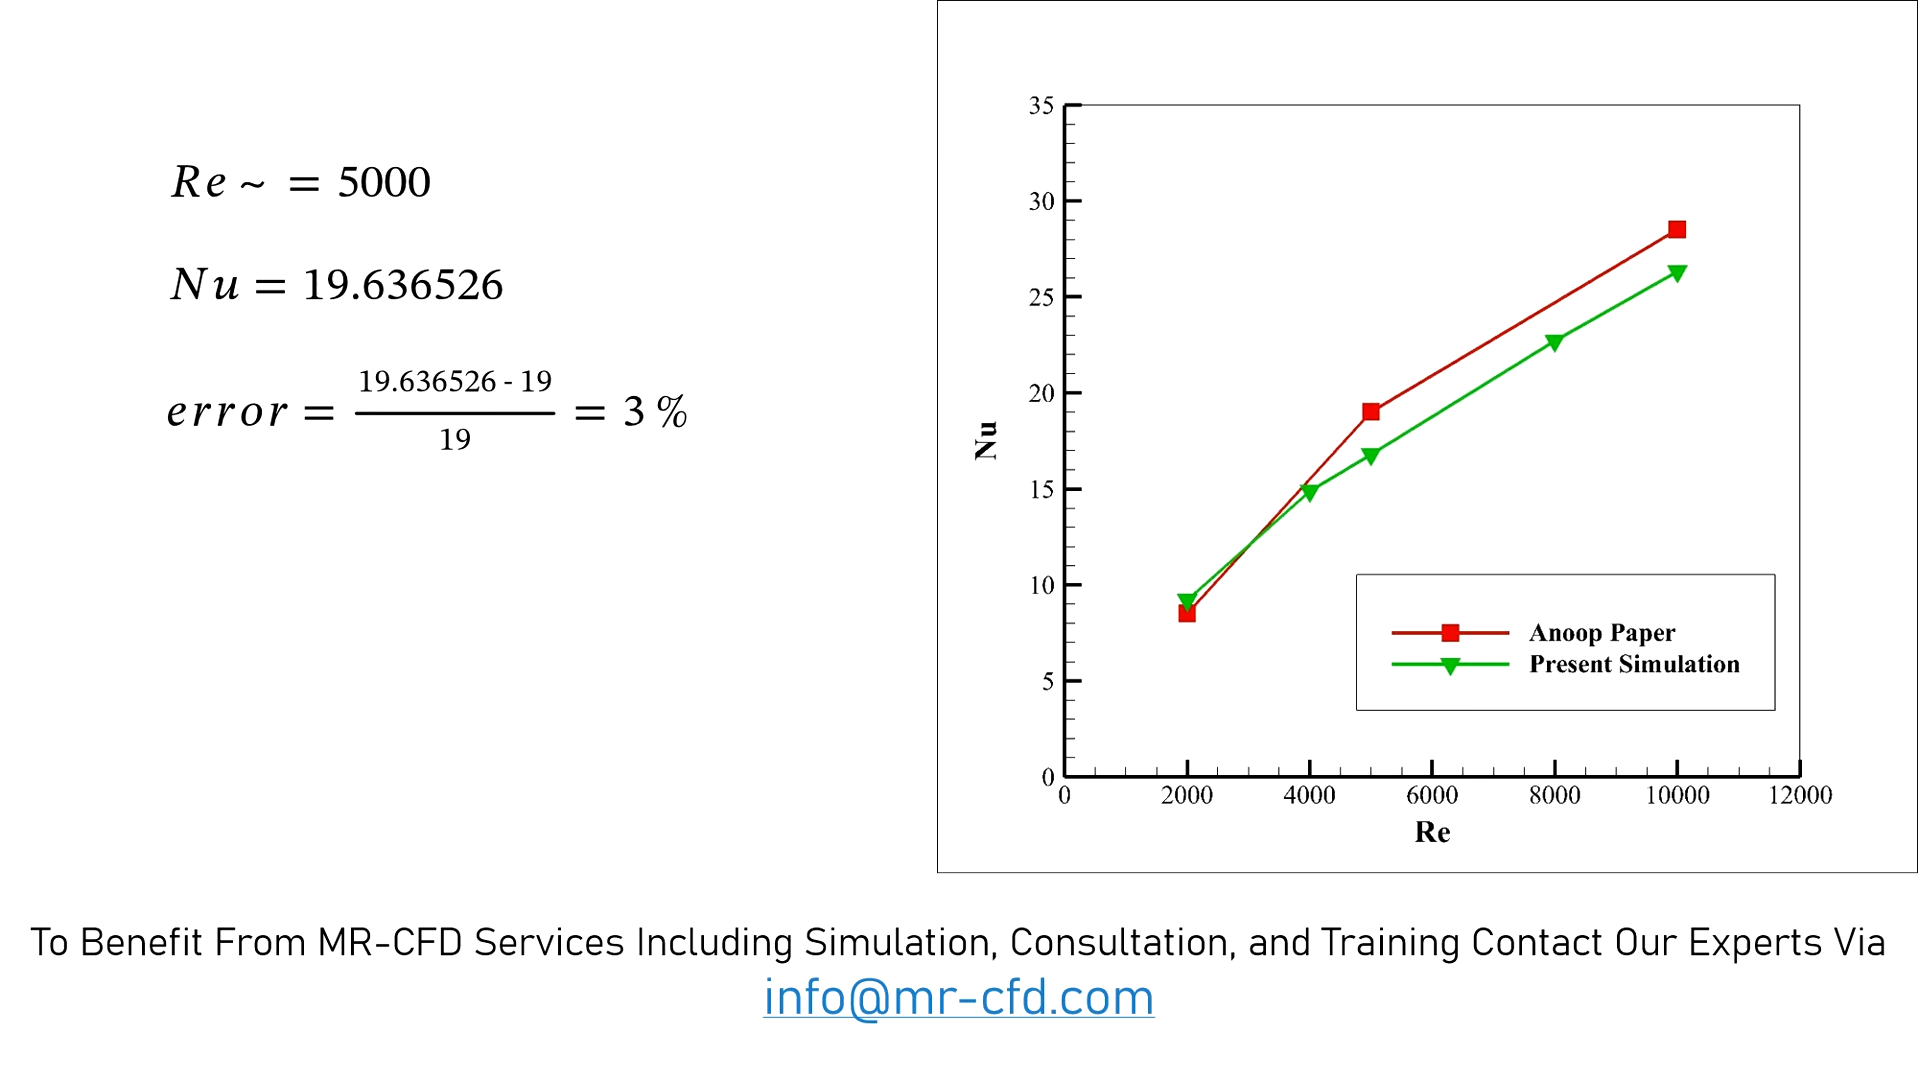 Re ~ = 5000
Nu = 19.636526
error = 19.636526 - 19 / 19 = 3 %
35
30
25
20
15
10
5
0
Nu
0 2000 4000 6000 8000 10000 12000
Re
Anoop Paper
Present Simulation
To Benefit From MR-CFD Services Including Simulation, Consultation, and Training Contact Our Experts Via
info@mr-cfd.com